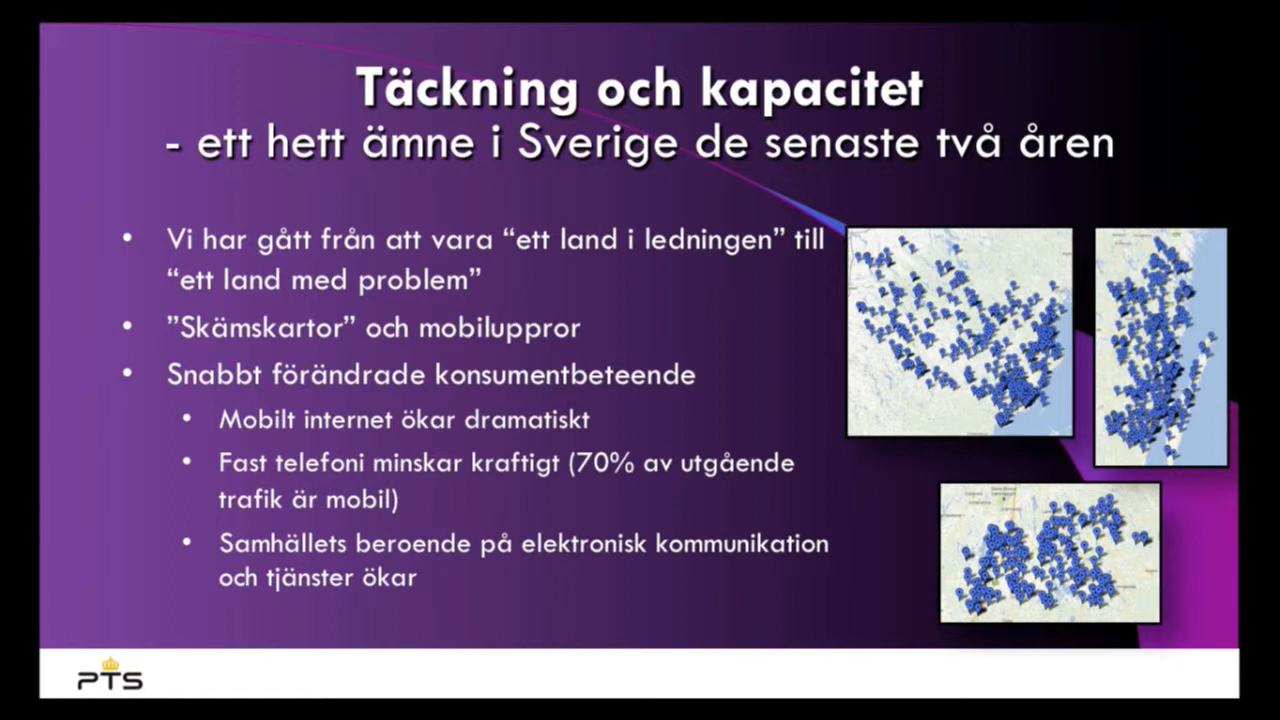 Täckning och kapacitet
- ett hett ämne i Sverige de senaste två åren
• Vi har gått från att vara “ett land i ledningen” till
“ett land med problem”
• ”Skämskartor” och mobiluppror
• Snabbt förändrade konsumentbeteende
• Mobilt internet ökar dramatiskt
• Fast telefoni minskar kraftigt (70% av utgående
trafik är mobil)
• Samhällets beroende på elektronisk kommunikation
och tjänster ökar
PTS